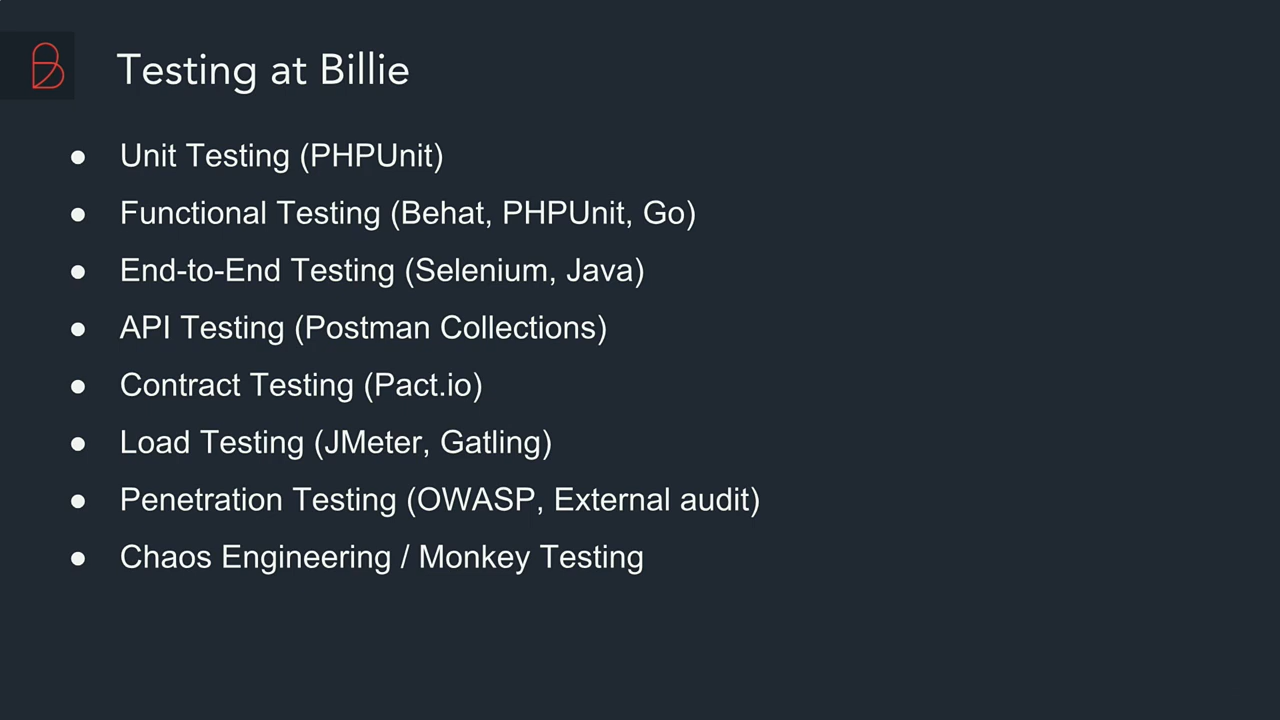 Testing at Billie
● Unit Testing (PHPUnit)
● Functional Testing (Behat, PHPUnit, Go)
● End-to-End Testing (Selenium, Java)
● API Testing (Postman Collections)
● Contract Testing (Pact.io)
● Load Testing (JMeter, Gatling)
● Penetration Testing (OWASP, External audit)
● Chaos Engineering / Monkey Testing